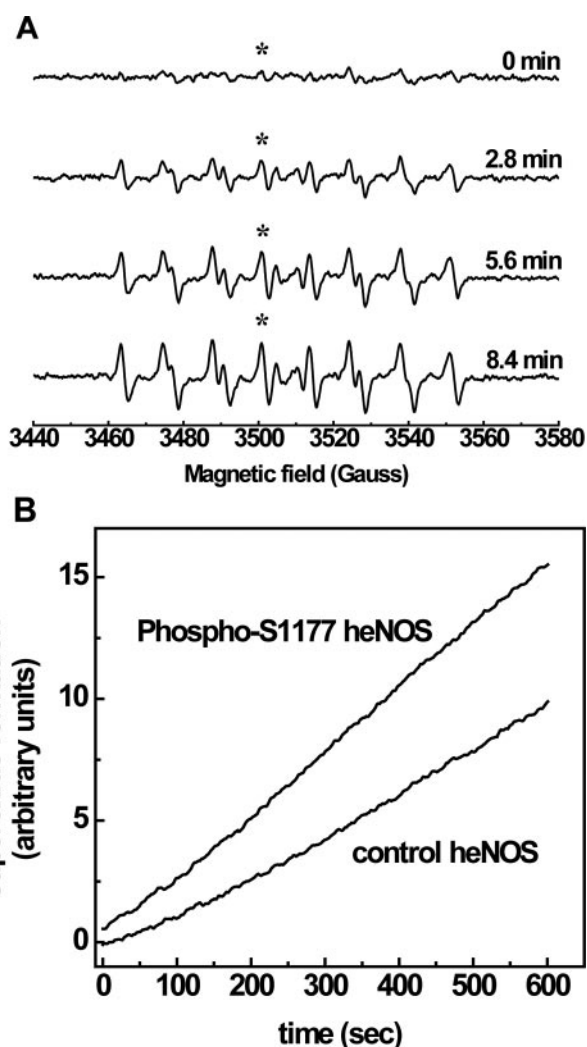 A
*
0 min
*
2.8 min
*
5.6 min
*
8.4 min
3440 3460 3480 3500 3520 3540 3560 3580
Magnetic field (Gauss)
B
15
Phospho-S1177 heNOS
10
(arbitrary units)
5
control heNOS
0
0 100 200 300 400 500 600
time (sec)